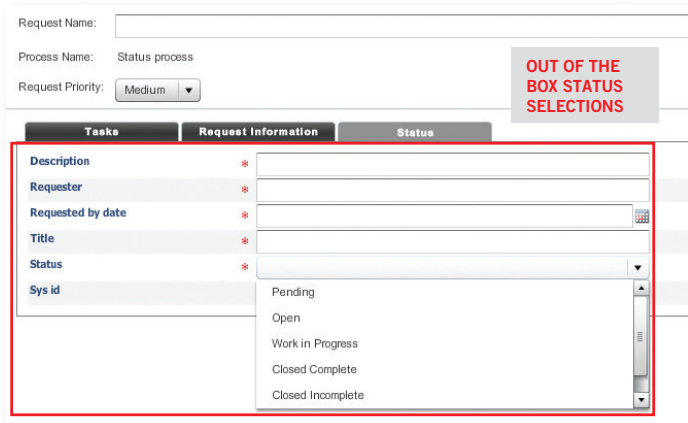 Request Name:
Process Name: Status process
Request Priority: Medium
OUT OF THE
BOX STATUS
SELECTIONS
Tasks Request Information Status
Description *
Requester *
Requested by date *
Title *
Status *
Sys id
Pending
Open
Work in Progress
Closed Complete
Closed Incomplete